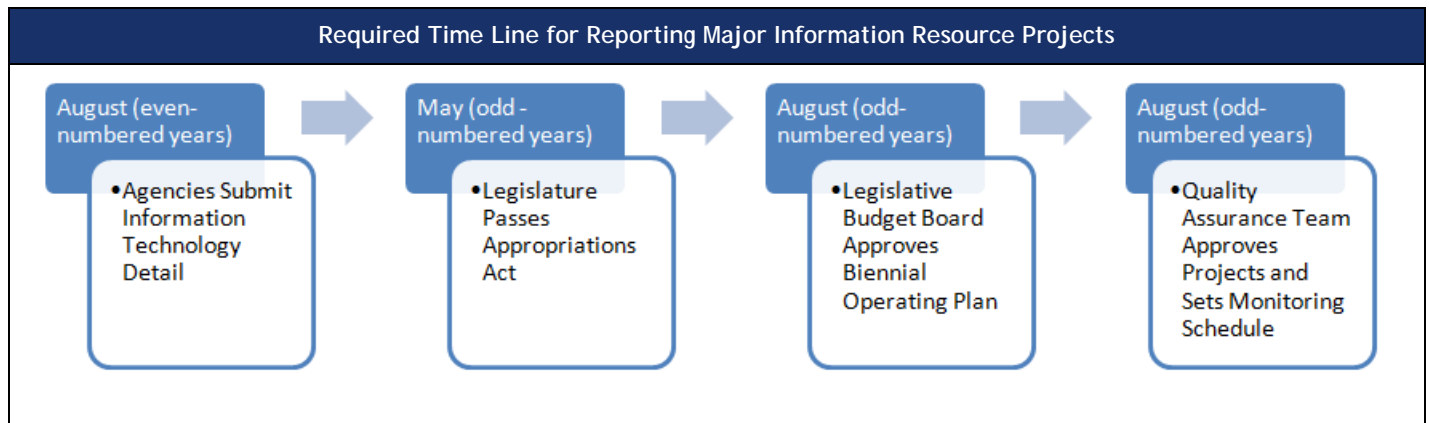 Required Time Line for Reporting Major Information Resource Projects
August (even-
numbered years)
•Agencies Submit
Information
Technology
Detail
May (odd -
numbered years)
•Legislature
Passes
Appropriations
Act
August (odd-
numbered years)
•Legislative
Budget Board
Approves
Biennial
Operating Plan
August (odd-
numbered years)
•Quality
Assurance Team
Approves
Projects and
Sets Monitoring
Schedule